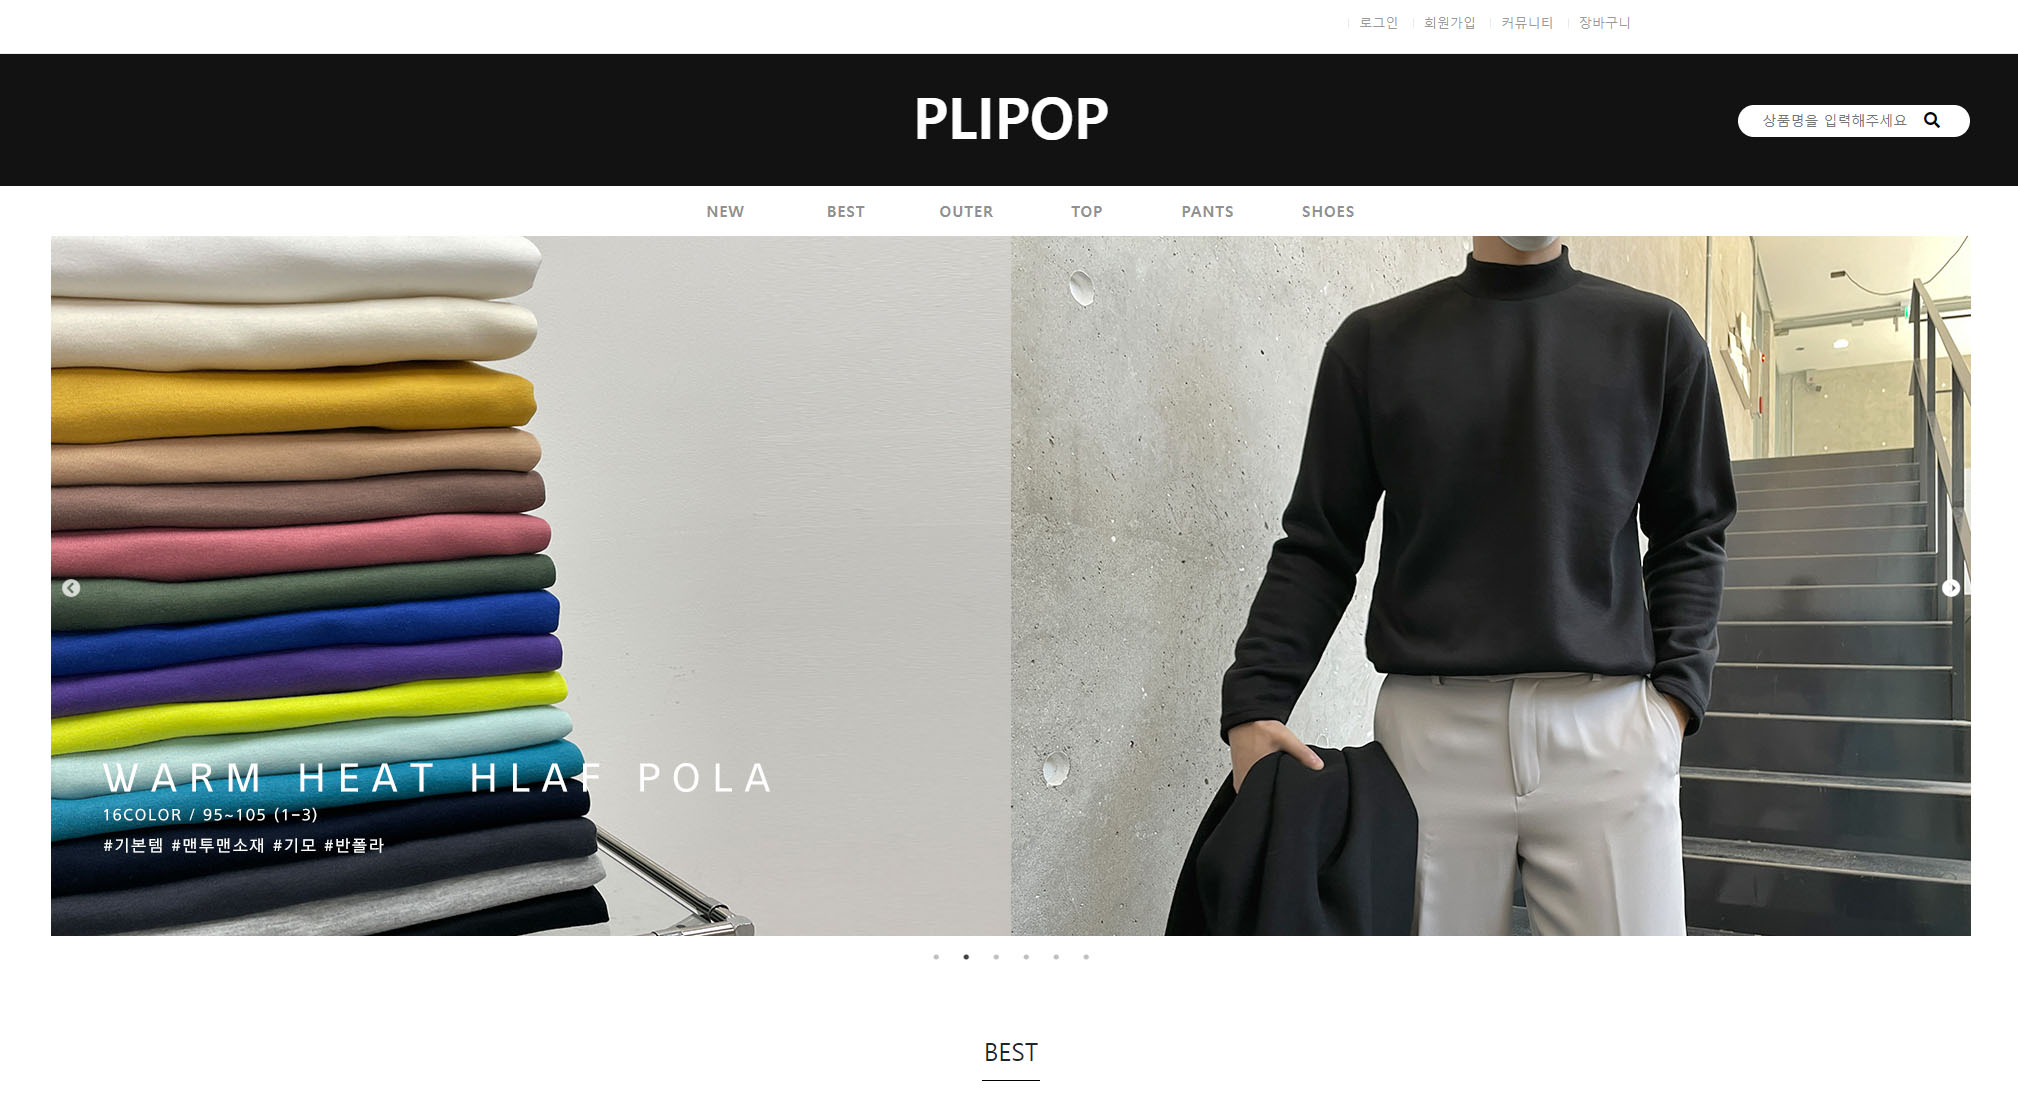 로그인 회원가입 커뮤니티 장바구니
PLIPOP
상품명을 입력해주세요
NEW BEST OUTER TOP PANTS SHOES
WARM HEAT HLAF POLA
16COLOR / 95~105 (1-3)
#기본템 #맨투맨소재 #기모 #반폴라
BEST